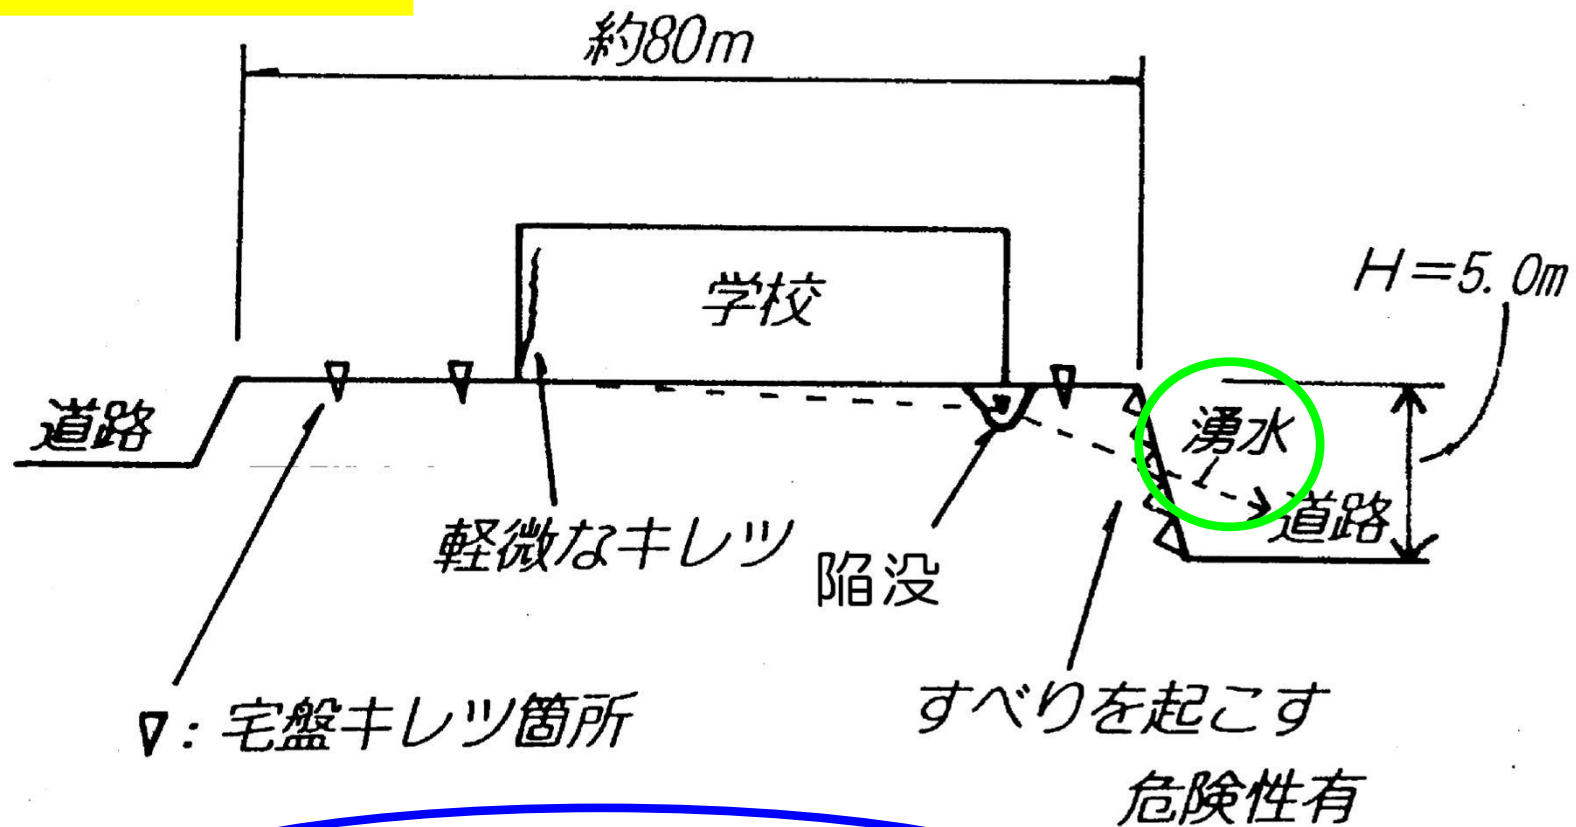 約80m
H=5.0m
学校
道路
湧水
道路
軽微なキレツ
陥没
▽：宅盤キレツ箇所
すべりを起こす
危険性有